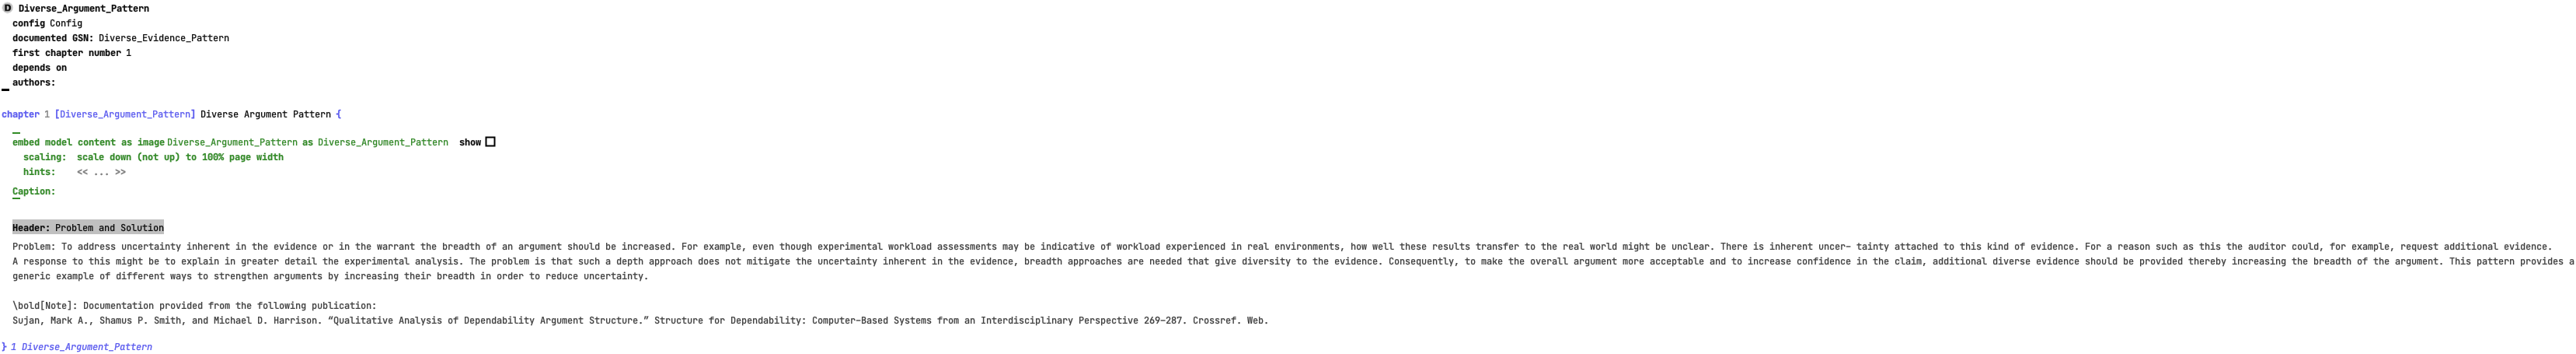 D Diverse_Argument_Pattern
config Config
documented GSN: Diverse_Evidence_Pattern
first chapter number 1
depends on
authors:
chapter 1 [Diverse_Argument_Pattern] Diverse Argument Pattern {
embed model content as image Diverse_Argument_Pattern as Diverse_Argument_Pattern show
scaling: scale down (not up) to 100% page width
hints: << ... >>
Caption:
Header: Problem and Solution
Problem: To address uncertainty inherent in the evidence or in the warrant the breadth of an argument should be increased. For example, even though experimental workload assessments may be indicative of workload experienced in real environments, how well these results transfer to the real world might be unclear. There is inherent uncer- tainty attached to this kind of evidence. For a reason such as this the auditor could, for example, request additional evidence.
A response to this might be to explain in greater detail the experimental analysis. The problem is that such a depth approach does not mitigate the uncertainty inherent in the evidence, breadth approaches are needed that give diversity to the evidence. Consequently, to make the overall argument more acceptable and to increase confidence in the claim, additional diverse evidence should be provided thereby increasing the breadth of the argument. This pattern provides a
generic example of different ways to strengthen arguments by increasing their breadth in order to reduce uncertainty.
\bold[Note]: Documentation provided from the following publication:
Sujan, Mark A., Shamus P. Smith, and Michael D. Harrison. “Qualitative Analysis of Dependability Argument Structure.” Structure for Dependability: Computer-Based Systems from an Interdisciplinary Perspective 269–287. Crossref. Web.
} 1 Diverse_Argument_Pattern